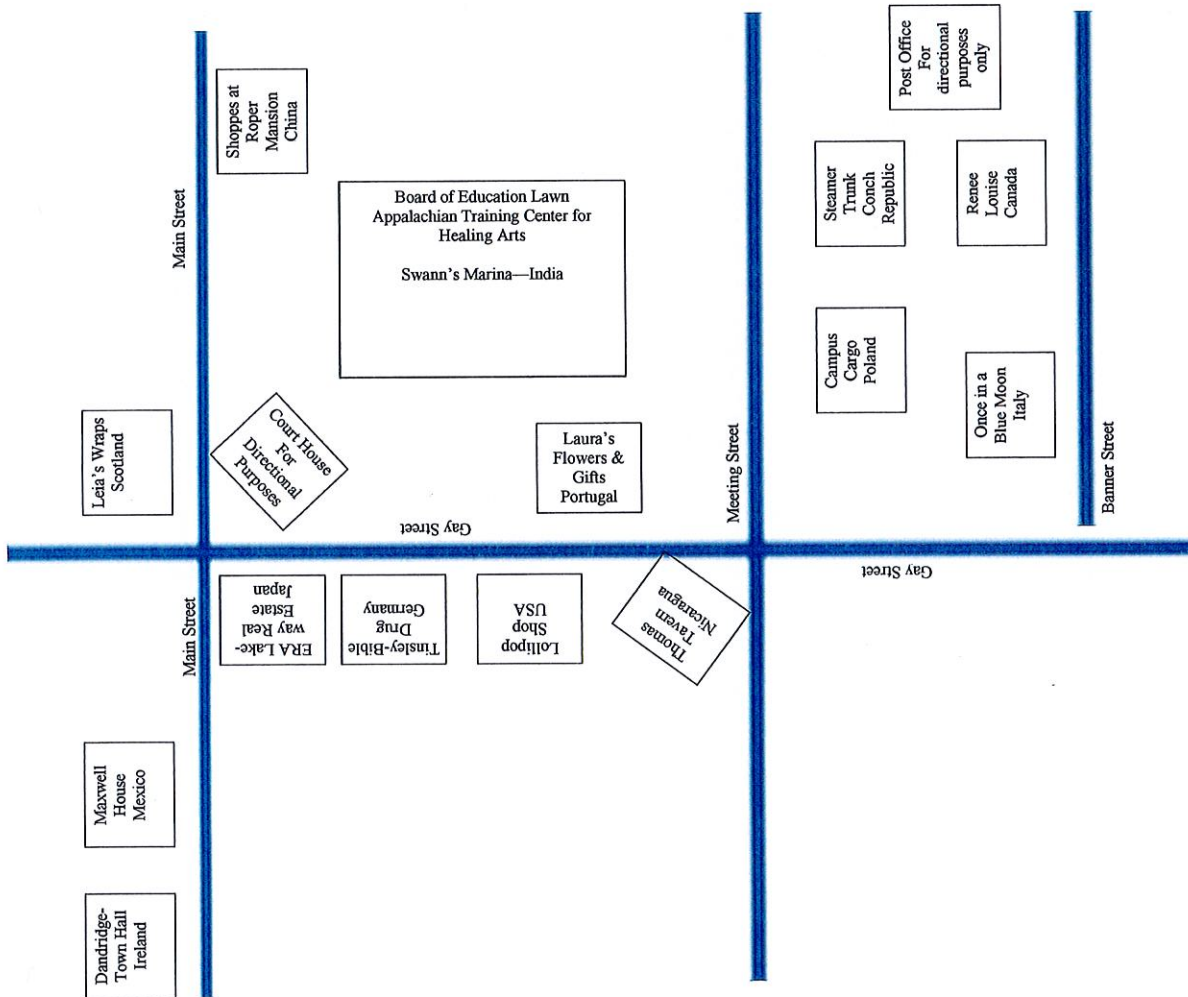 Main Street
Shoppes at
Roper
Mansion
China
Post Office
For
directional
purposes
only
Steamer
Trunk
Conch
Republic
Renee
Louise
Canada
Board of Education Lawn
Appalachian Training Center for
Healing Arts
Swann's Marina—India
Campus
Cargo
Poland
Once in a
Blue Moon
Italy
Leia's Wraps
Scotland
Court House
For
Directional
Purposes
Laura's
Flowers &
Gifts
Portugal
Meeting Street
Banner Street
Gay Street
Gay Street
Main Street
ERA Lake-
way Real
Estate
Japan
Tinsley-Bible
Drug
Germany
Lollipop
Shop
USA
Thomas
Tavern
Nicaragua
Maxwell
House
Mexico
Dandridge-
Town Hall
Ireland